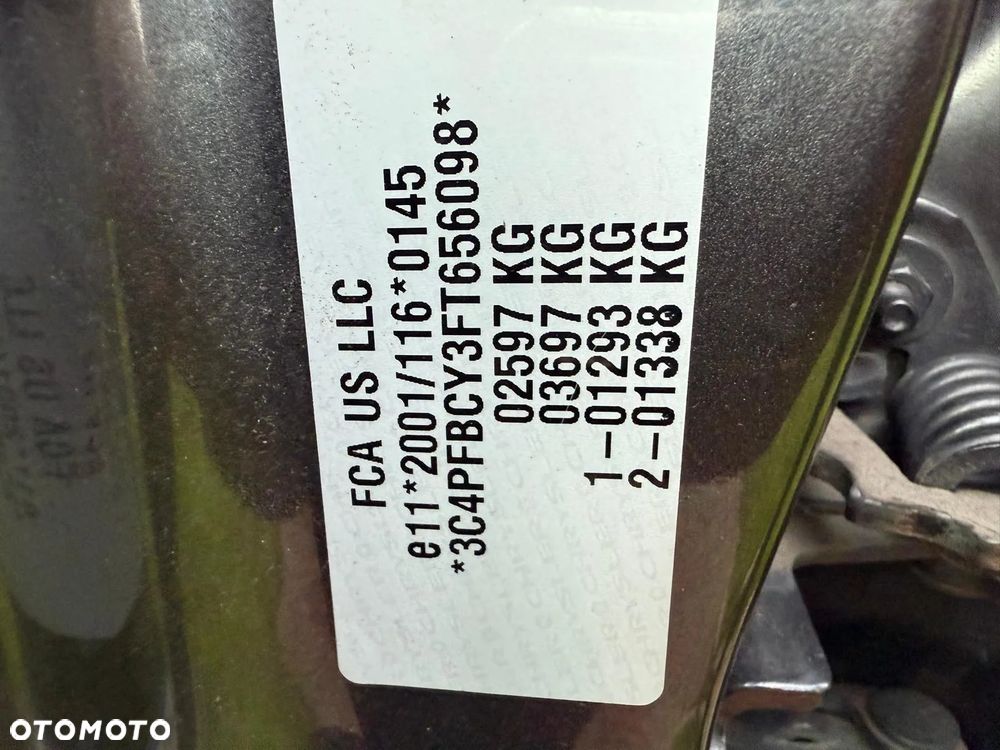 FCA US LLC
e11*2001/116*0145
*3C4PFBCY3FT656098*
02597 KG
03697 KG
1-01293 KG
2-01338 KG
OTOMOTO